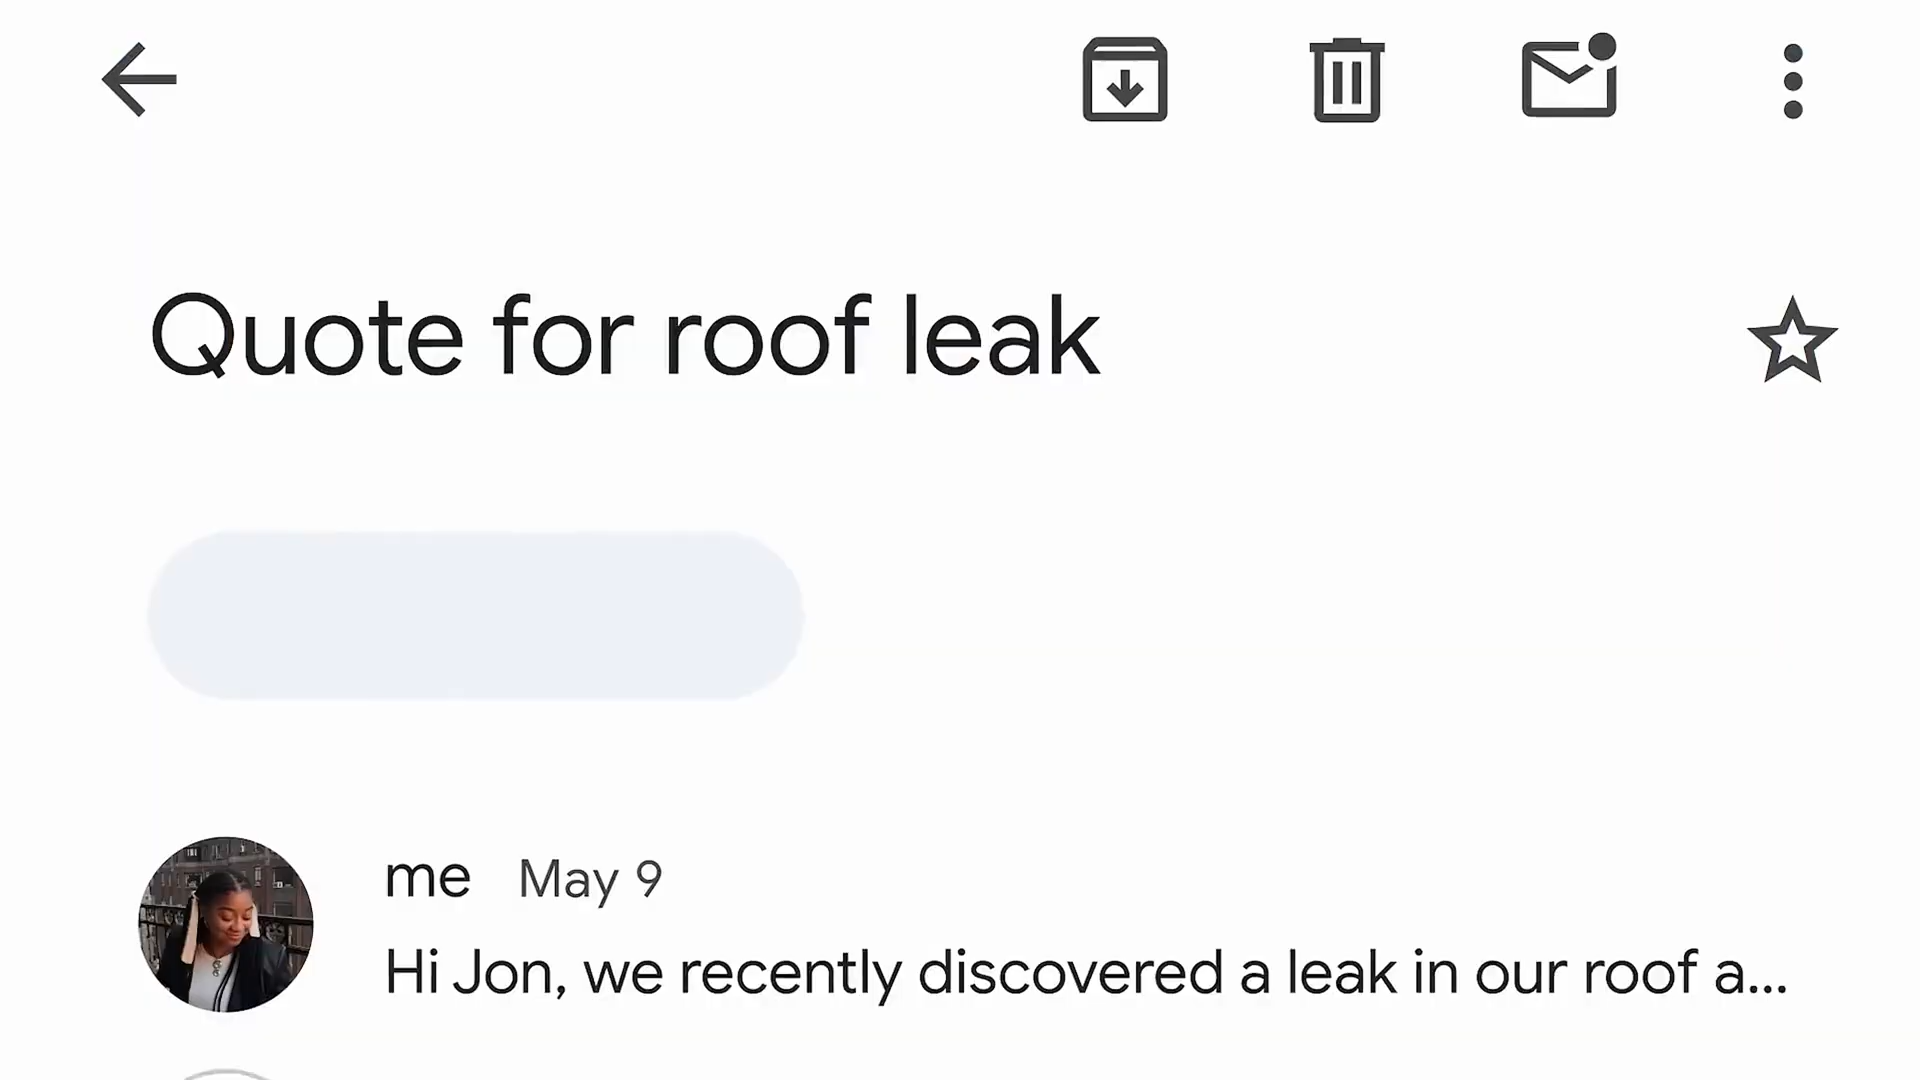 Quote for roof leak
me May 9
Hi Jon, we recently discovered a leak in our roof a...